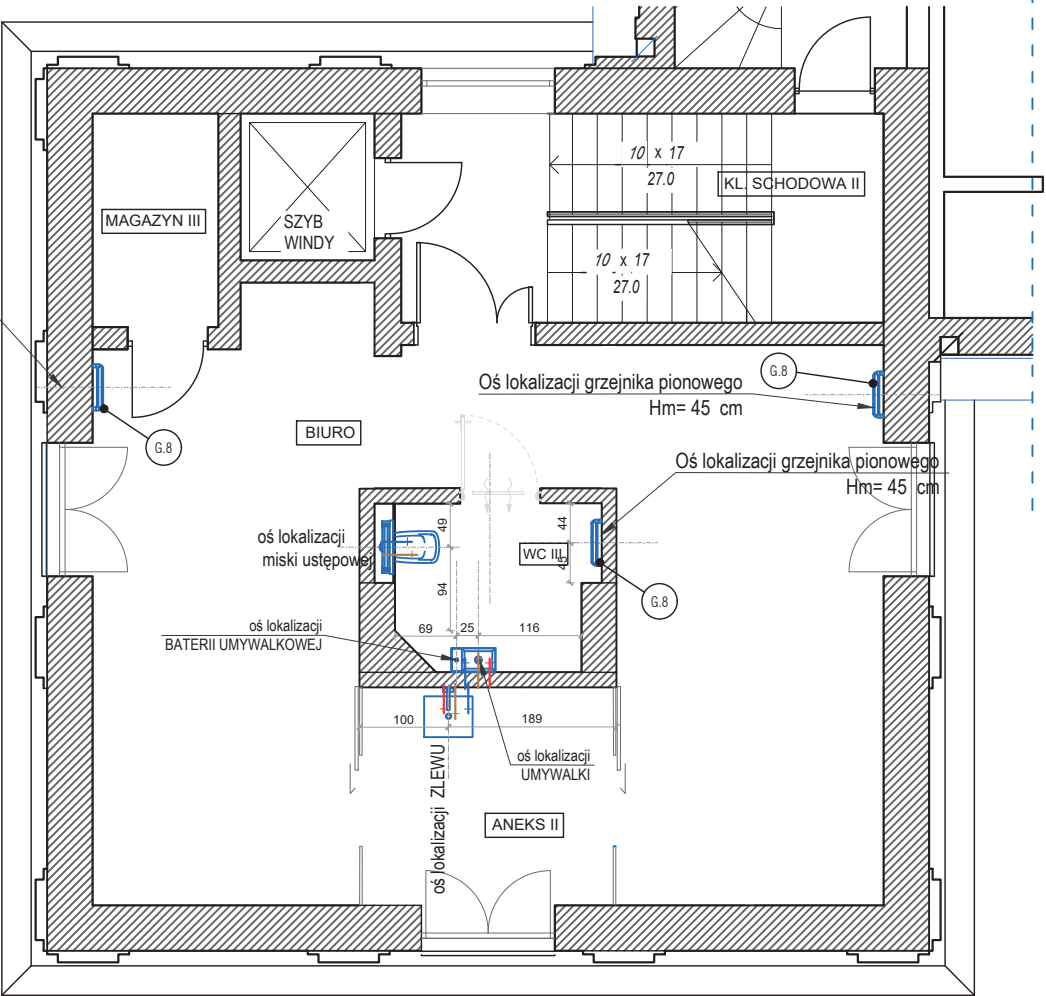 10 x 17
27.0
KL. SCHODOWA II
MAGAZYN III
SZYB
WINDY
10 x 17
27.0
Oś lokalizacji grzejnika pionowego
Hm= 45 cm
G.8
G.8
BIURO
Oś lokalizacji grzejnika pionowego
Hm= 45 cm
oś lokalizacji
miski ustępowej
49
44
WC III
45
94
G.8
oś lokalizacji
BATERII UMYWALKOWEJ
69
25
116
100
189
oś lokalizacji
UMYWALKI
oś lokalizacji ZLEWU
ANEKS II